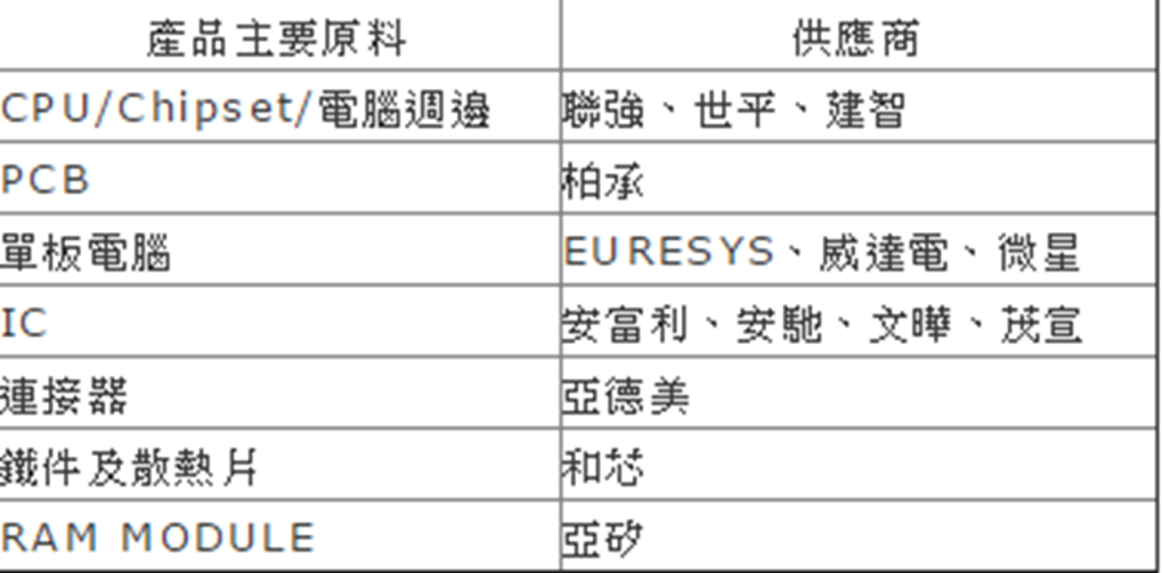 產品主要原料 供應商
CPU/Chipset/電腦週邊 聯強、世平、建智
PCB 柏承
單板電腦 EURESYS、威達電、微星
IC 安富利、安馳、文曄、茂宣
連接器 亞德美
鐵件及散熱片 和芯
RAM MODULE 亞矽